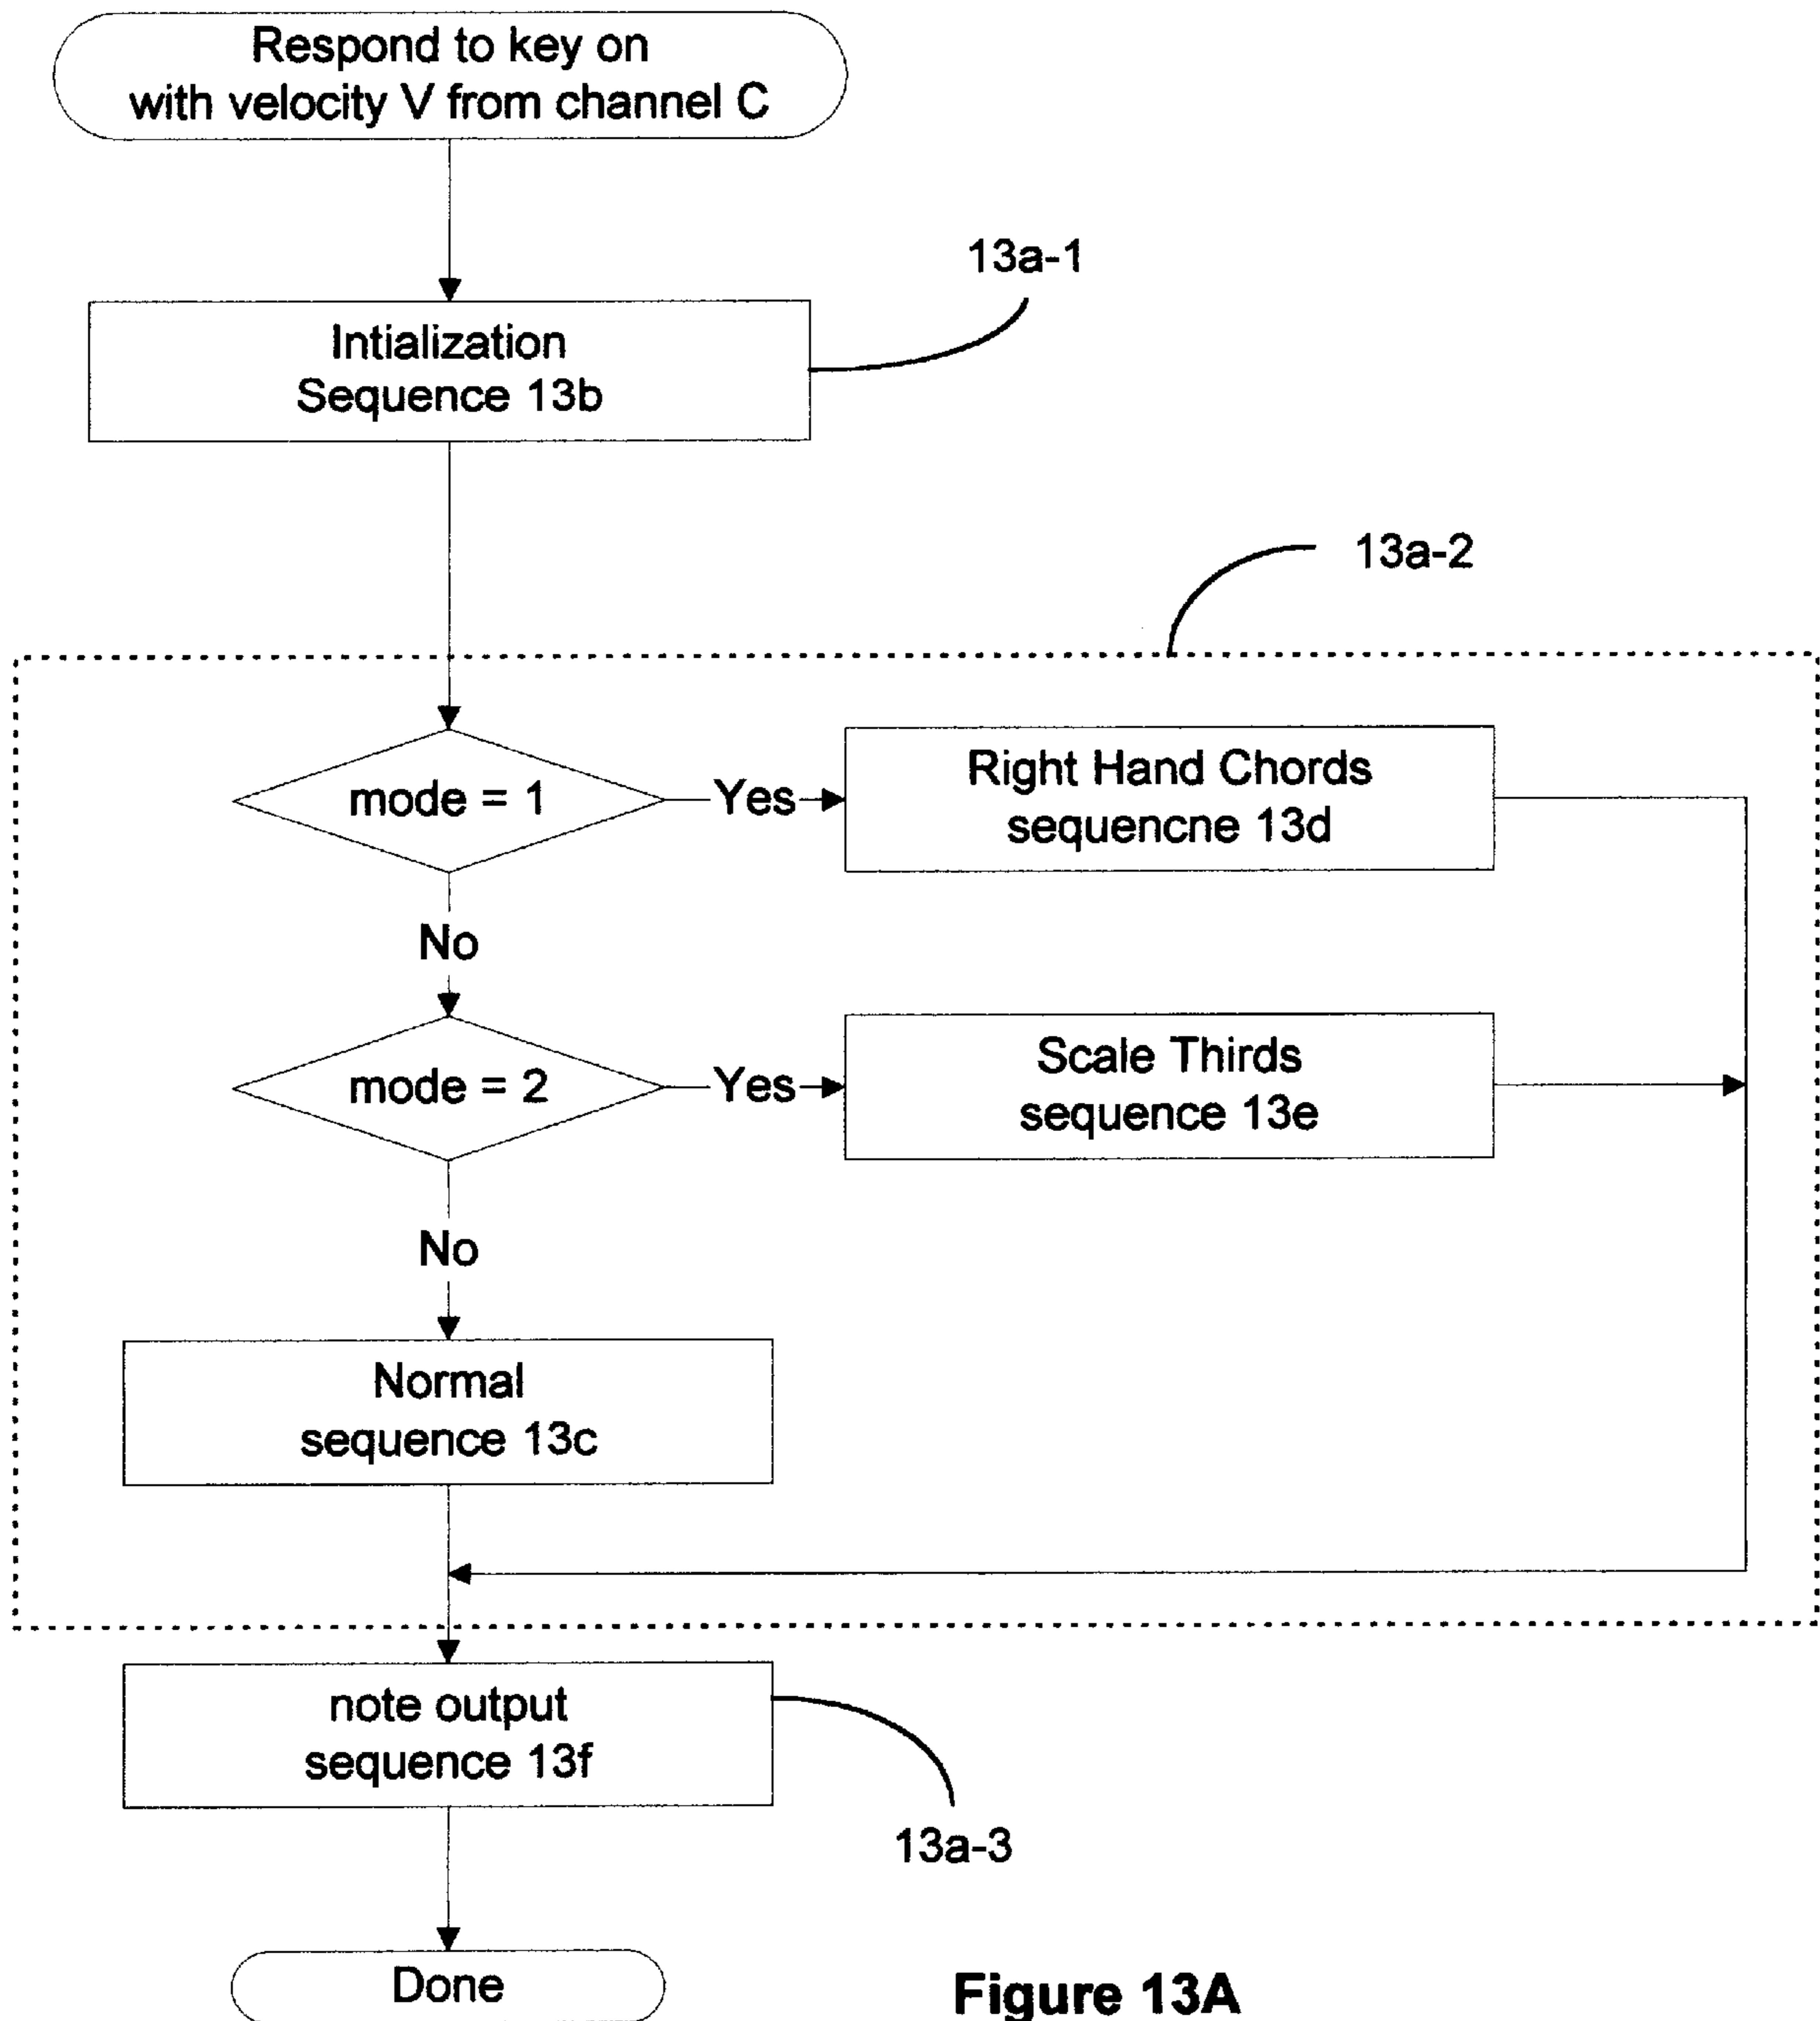 Respond to key on
with velocity V from channel C
13a-1
Intialization
Sequence 13b
13a-2
mode = 1
Yes
Right Hand Chords
sequencne 13d
No
mode = 2
Yes
Scale Thirds
sequence 13e
No
Normal
sequence 13c
note output
sequence 13f
13a-3
Done
Figure 13A